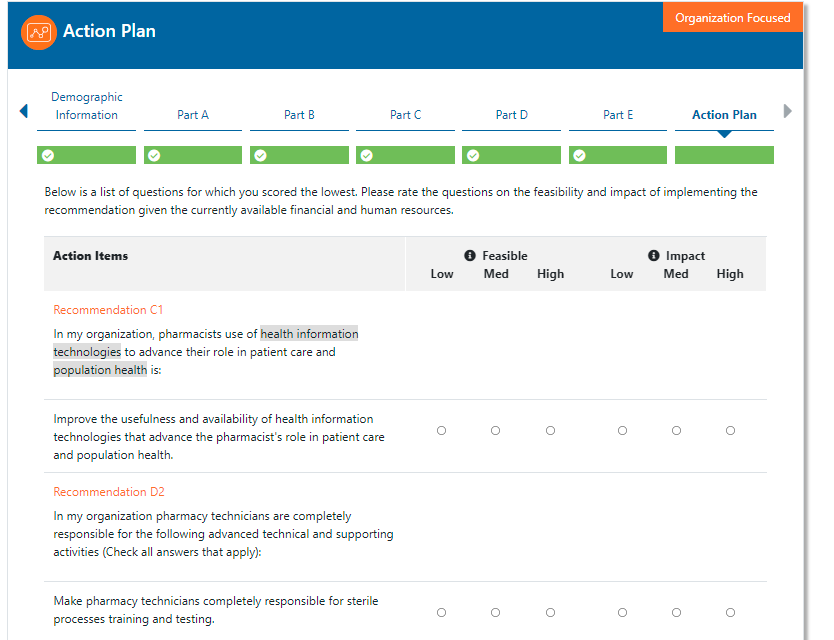 Action Plan
Organization Focused
Demographic
Information
Part A
Part B
Part C
Part D
Part E
Action Plan
Below is a list of questions for which you scored the lowest. Please rate the questions on the feasibility and impact of implementing the
recommendation given the currently available financial and human resources.
Action Items
Feasible
Impact
Low Med High Low Med High
Recommendation C1
In my organization, pharmacists use of health information
technologies to advance their role in patient care and
population health is:
Improve the usefulness and availability of health information
technologies that advance the pharmacist's role in patient care
and population health.
Recommendation D2
In my organization pharmacy technicians are completely
responsible for the following advanced technical and supporting
activities (Check all answers that apply):
Make pharmacy technicians completely responsible for sterile
processes training and testing.